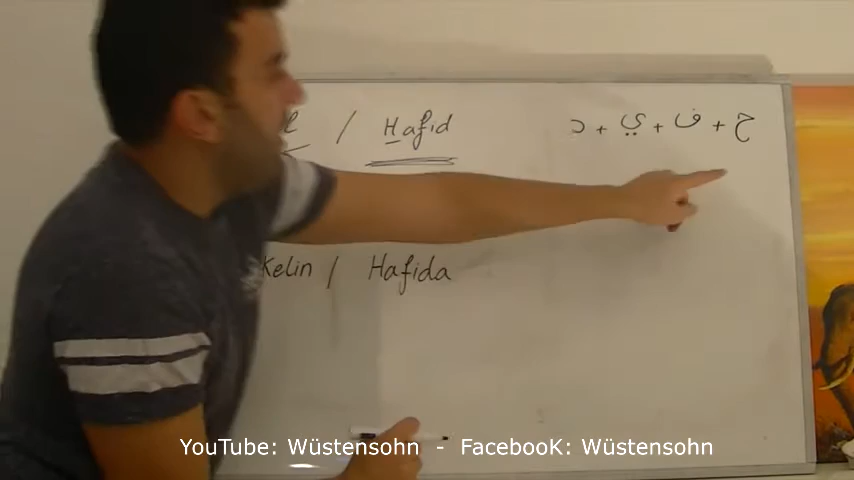 / Hafid ح + ف + ي + د
Kelin / Hafida
YouTube: Wüstensohn - FacebooK: Wüstensohn